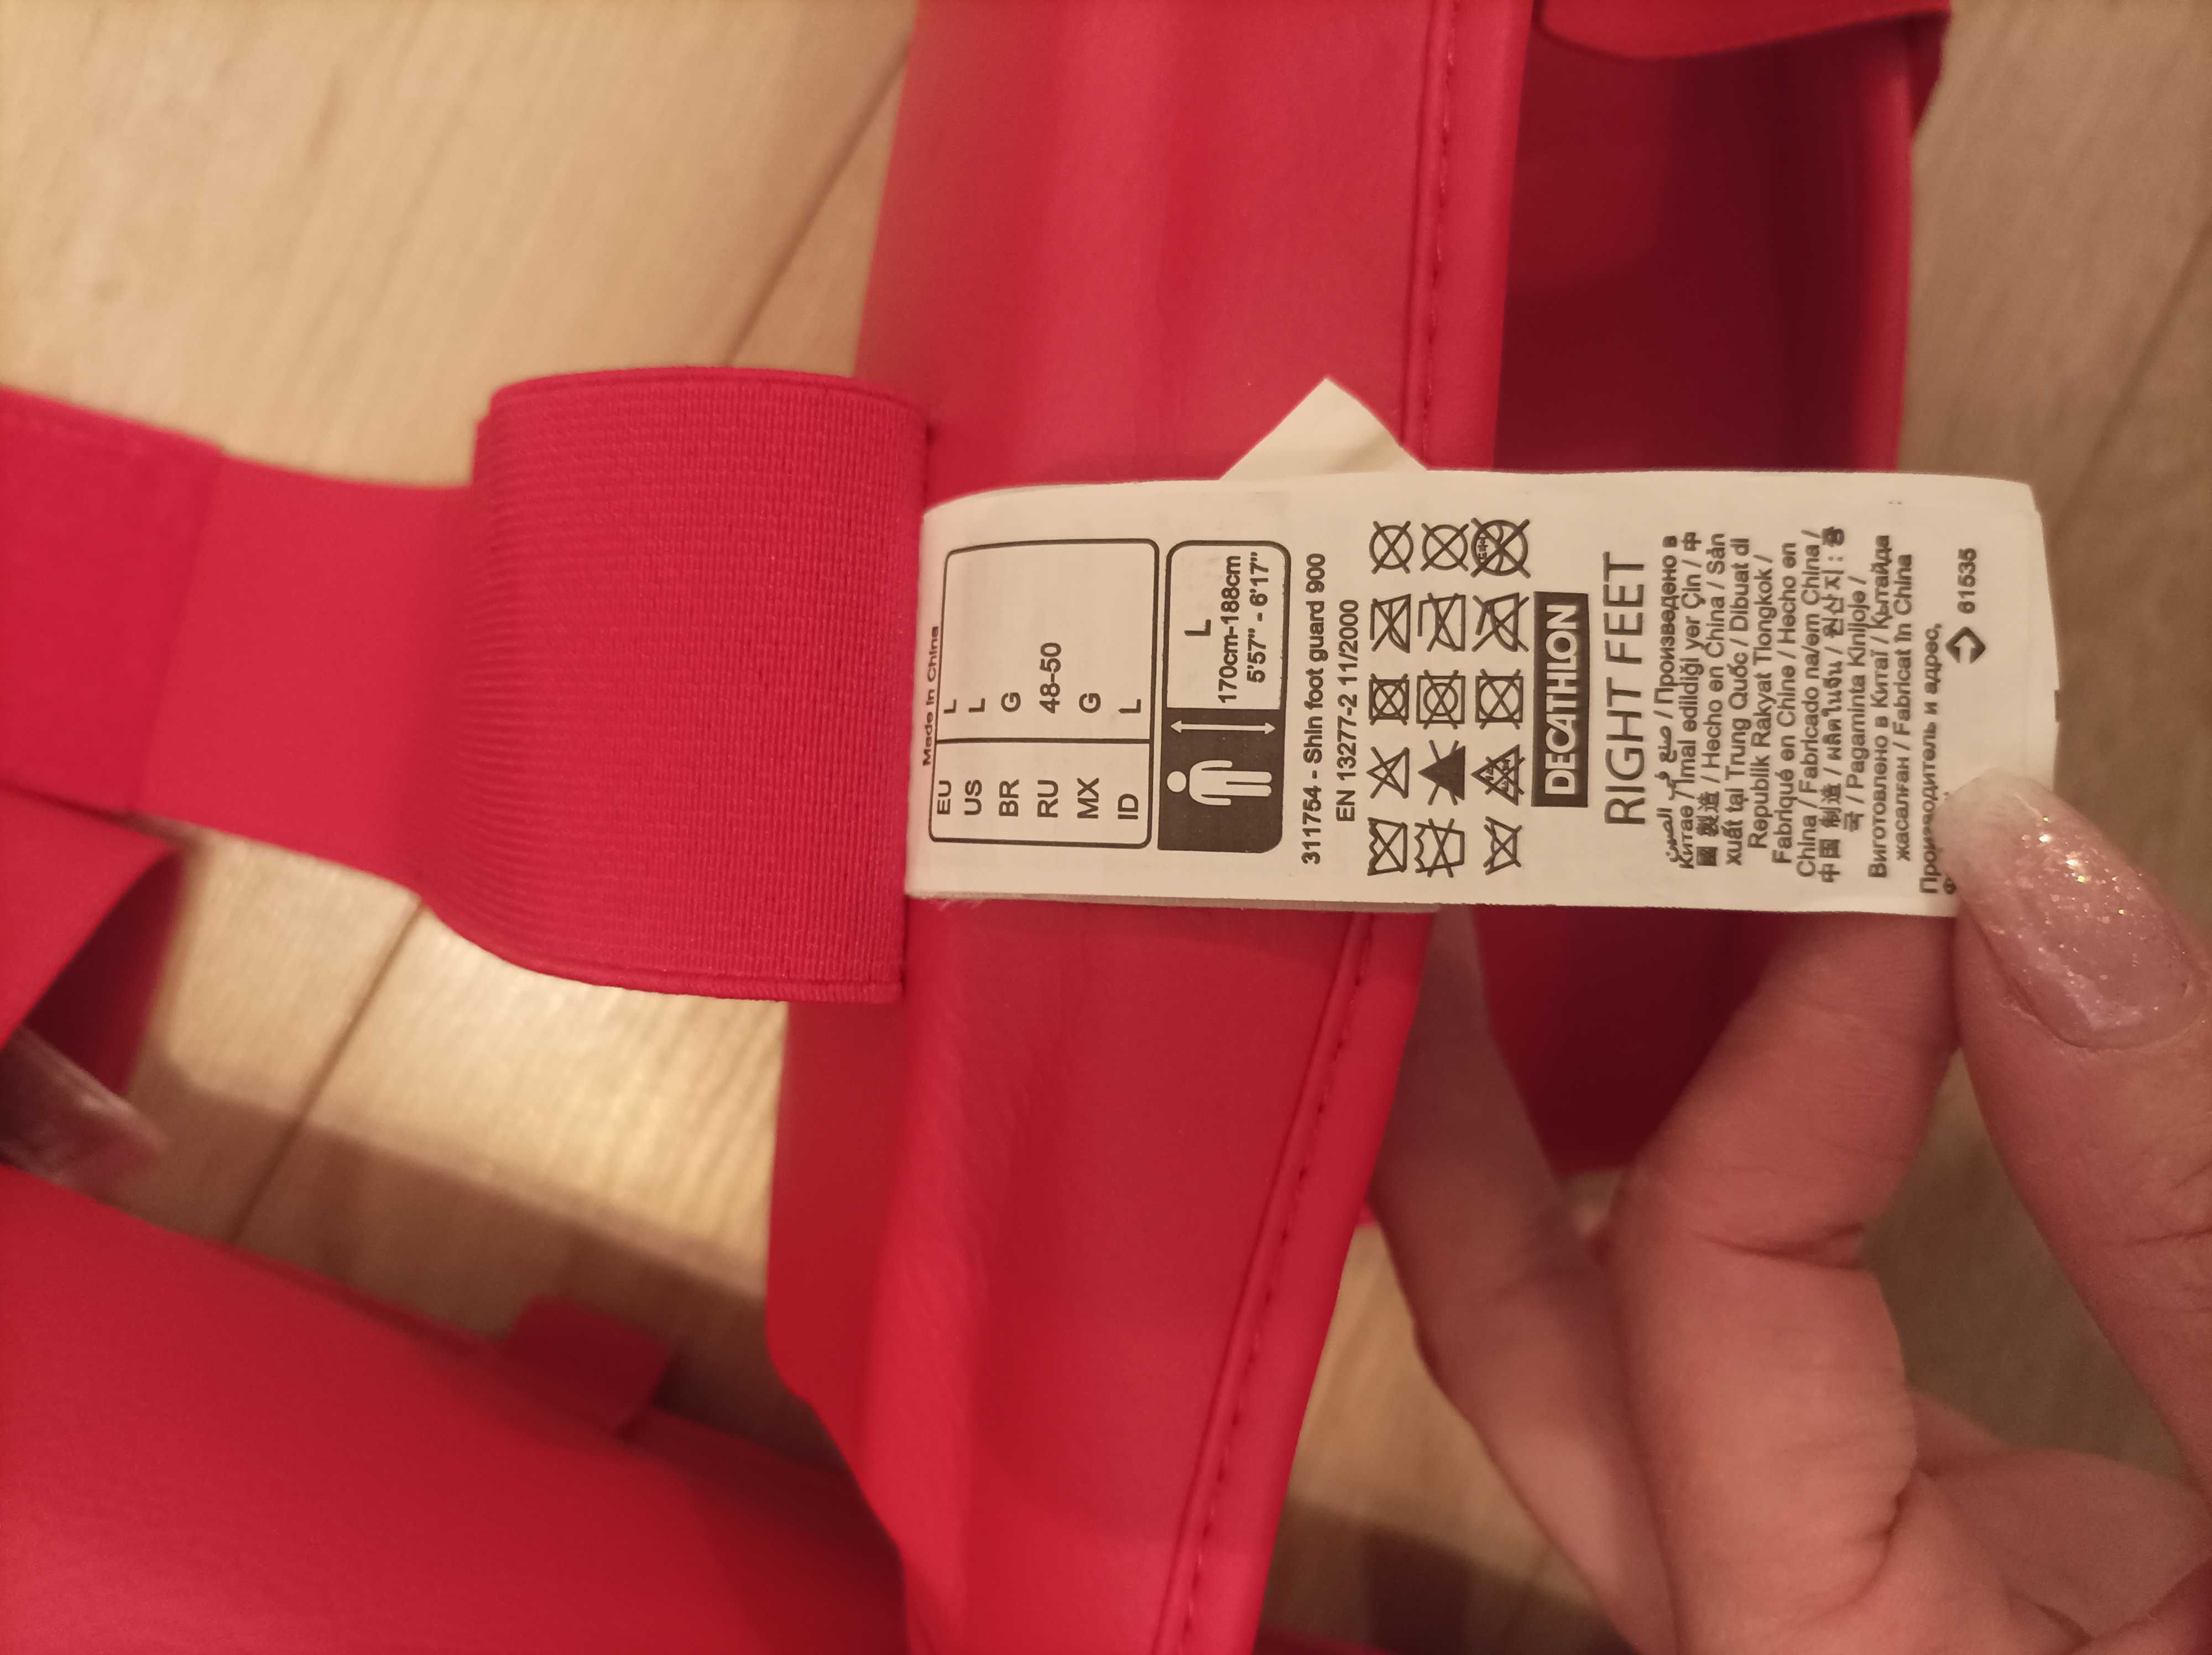 Made in China
EU L
US L
BR G
RU 48-50
MX G
ID L
L
170cm-188cm
5'57" - 6'17"
311754 - Shin foot guard 900
EN 13277-2 11/2000
DECATHLON
RIGHT FEET
صنع في الصين / Произведено в
Китае / İmal edildiği yer Çin / 中
國 製造 / Hecho en China / Sản
xuất tại Trung Quốc / Dibuat di
Republik Rakyat Tiongkok /
Fabriqué en Chine / Hecho en
China / Fabricado na/em China /
中国 制造 / ผลิตในจีน / 원산지 : 중
국 / Pagaminta Kinijoje /
Виготовлено в Китаї / Қытайда
жасалған / Fabricat în China
Производитель и адрес,
61535